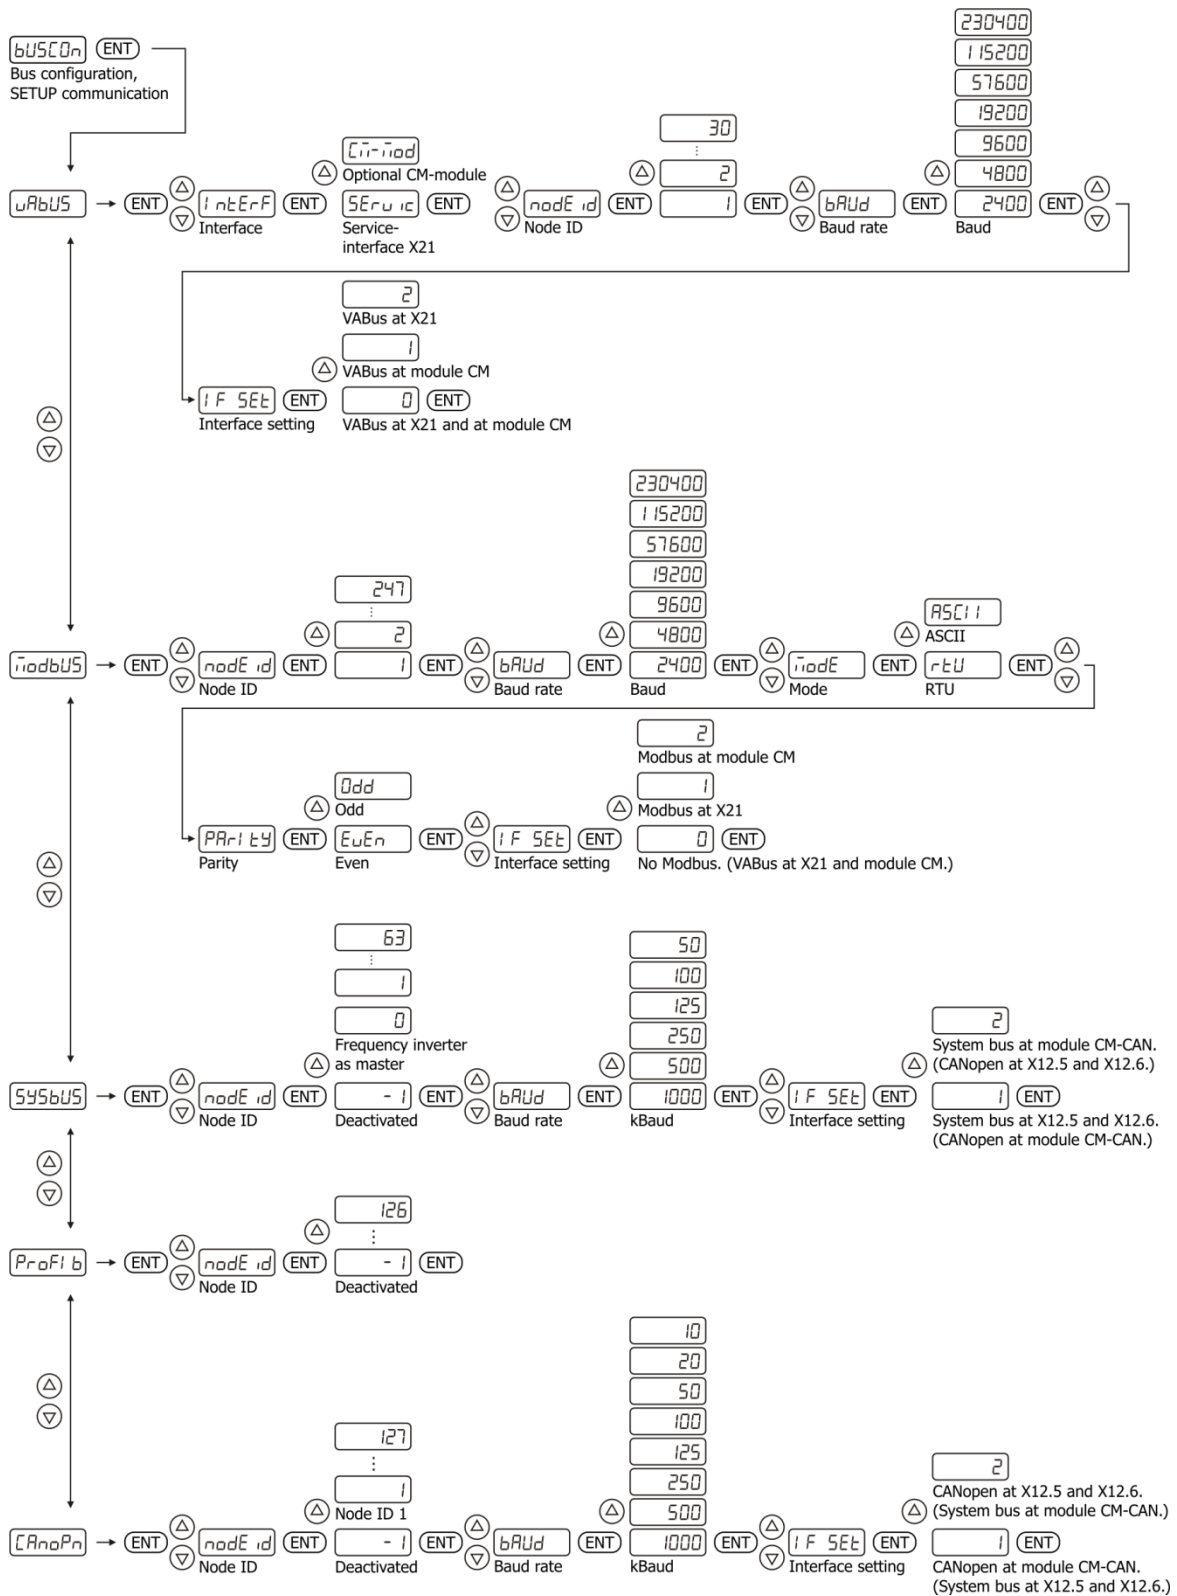 bUSCOn ENT
Bus configuration,
SETUP communication
230400
115200
57600
19200
9600
4800
2400
Baud
30
⋮
2
1
Cm-mod
Optional CM-module
vAbUS ENT IntErF ENT SEruic ENT nodE id ENT ENT bAUd ENT ENT
Interface
Service-
interface X21
Node ID
Baud rate
2
VABus at X21
1
VABus at module CM
IF SEt ENT 0 ENT
Interface setting
VABus at X21 and at module CM
230400
115200
57600
19200
9600
4800
2400
Baud
247
⋮
2
1
ASCII
ASCII
modbUS ENT nodE id ENT ENT bAUd ENT ENT modE ENT rtU ENT
Node ID
Baud rate
Mode
RTU
2
Modbus at module CM
1
Modbus at X21
Odd
Odd
PAritY ENT EvEn ENT IF SEt ENT 0 ENT
Parity
Even
Interface setting
No Modbus. (VABus at X21 and module CM.)
63
⋮
1
0
Frequency inverter
as master
50
100
125
250
500
1000
kBaud
2
System bus at module CM-CAN.
(CANopen at X12.5 and X12.6.)
SYSbUS ENT nodE id ENT -1 ENT bAUd ENT ENT IF SEt ENT 1 ENT
Node ID
Deactivated
Baud rate
Interface setting
System bus at X12.5 and X12.6.
(CANopen at module CM-CAN.)
126
⋮
ProFIb ENT nodE id ENT -1 ENT
Node ID
Deactivated
10
20
50
100
125
250
500
1000
kBaud
127
⋮
1
Node ID 1
2
CANopen at X12.5 and X12.6.
(System bus at module CM-CAN.)
CAnoPn ENT nodE id ENT -1 ENT bAUd ENT ENT IF SEt ENT 1 ENT
Node ID
Deactivated
Baud rate
Interface setting
CANopen at module CM-CAN.
(System bus at X12.5 and X12.6.)